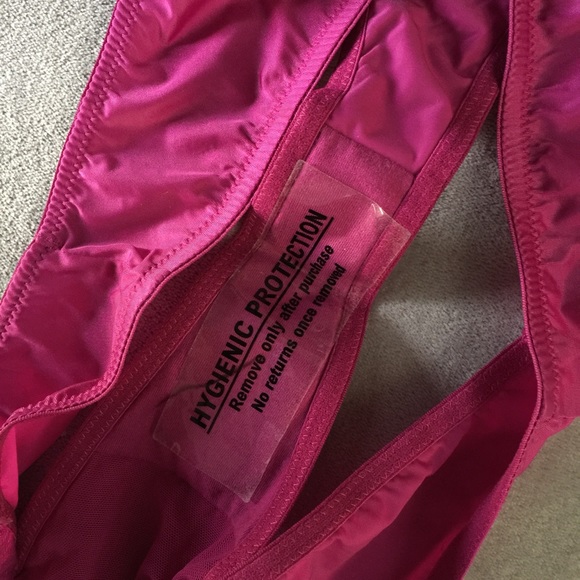 HYGIENIC PROTECTION
Remove only after purchase
No returns once removed